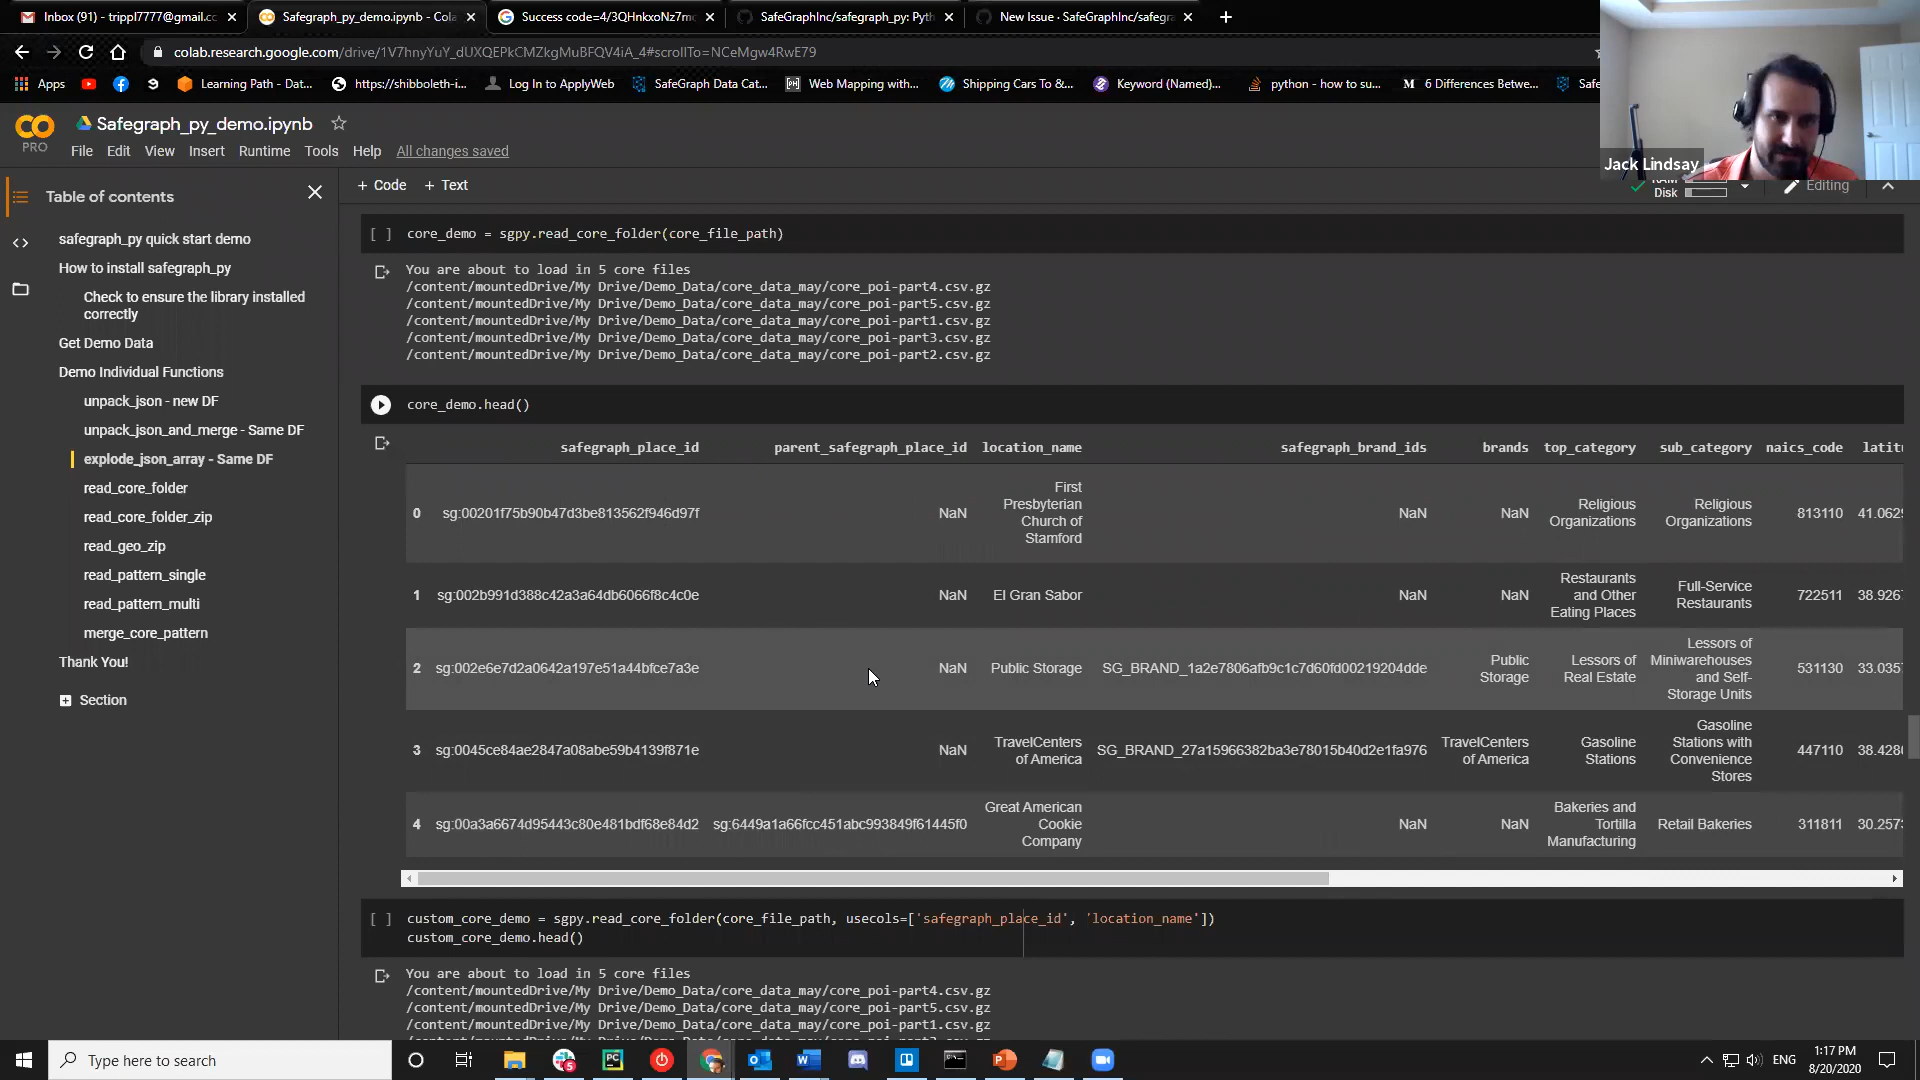 Inbox (91) - trippl7777@gmail.cc
Safegraph_py_demo.ipynb - Cola
Success code=4/3QHnkxoNz7mc
SafeGraphInc/safegraph_py: Pyth
New Issue · SafeGraphInc/safegra
colab.research.google.com/drive/1V7hnyYuY_dUXQEPkCMZkgMuBFQV4iA_4#scrollTo=NCeMgw4RwE79
Apps
Learning Path - Dat...
https://shibboleth-i...
Log In to ApplyWeb
SafeGraph Data Cat...
Web Mapping with...
Shipping Cars To &...
Keyword (Named)...
python - how to su...
6 Differences Betwe...
Safe
Jack Lindsay
CO
PRO
Safegraph_py_demo.ipynb
File Edit View Insert Runtime Tools Help All changes saved
+ Code + Text
RAM
Disk
Editing
Table of contents
safegraph_py quick start demo
How to install safegraph_py
Check to ensure the library installed
correctly
Get Demo Data
Demo Individual Functions
unpack_json - new DF
unpack_json_and_merge - Same DF
explode_json_array - Same DF
read_core_folder
read_core_folder_zip
read_geo_zip
read_pattern_single
read_pattern_multi
merge_core_pattern
Thank You!
Section
[ ] core_demo = sgpy.read_core_folder(core_file_path)
You are about to load in 5 core files
/content/mountedDrive/My Drive/Demo_Data/core_data_may/core_poi-part4.csv.gz
/content/mountedDrive/My Drive/Demo_Data/core_data_may/core_poi-part5.csv.gz
/content/mountedDrive/My Drive/Demo_Data/core_data_may/core_poi-part1.csv.gz
/content/mountedDrive/My Drive/Demo_Data/core_data_may/core_poi-part3.csv.gz
/content/mountedDrive/My Drive/Demo_Data/core_data_may/core_poi-part2.csv.gz
core_demo.head()
safegraph_place_id parent_safegraph_place_id location_name safegraph_brand_ids brands top_category sub_category naics_code latitu
0 sg:00201f75b90b47d3be813562f946d97f NaN First Presbyterian Church of Stamford NaN NaN Religious Organizations Religious Organizations 813110 41.0629
1 sg:002b991d388c42a3a64db6066f8c4c0e NaN El Gran Sabor NaN NaN Restaurants and Other Eating Places Full-Service Restaurants 722511 38.9267
2 sg:002e6e7d2a0642a197e51a44bfce7a3e NaN Public Storage SG_BRAND_1a2e7806afb9c1c7d60fd00219204dde Public Storage Lessors of Real Estate Lessors of Miniwarehouses and Self-Storage Units 531130 33.0357
3 sg:0045ce84ae2847a08abe59b4139f871e NaN TravelCenters of America SG_BRAND_27a15966382ba3e78015b40d2e1fa976 TravelCenters of America Gasoline Stations Gasoline Stations with Convenience Stores 447110 38.4286
4 sg:00a3a6674d95443c80e481bdf68e84d2 sg:6449a1a66fcc451abc993849f61445f0 Great American Cookie Company NaN NaN Bakeries and Tortilla Manufacturing Retail Bakeries 311811 30.2573
[ ] custom_core_demo = sgpy.read_core_folder(core_file_path, usecols=['safegraph_place_id', 'location_name'])
custom_core_demo.head()
You are about to load in 5 core files
/content/mountedDrive/My Drive/Demo_Data/core_data_may/core_poi-part4.csv.gz
/content/mountedDrive/My Drive/Demo_Data/core_data_may/core_poi-part5.csv.gz
/content/mountedDrive/My Drive/Demo_Data/core_data_may/core_poi-part1.csv.gz
Type here to search
ENG
1:17 PM
8/20/2020